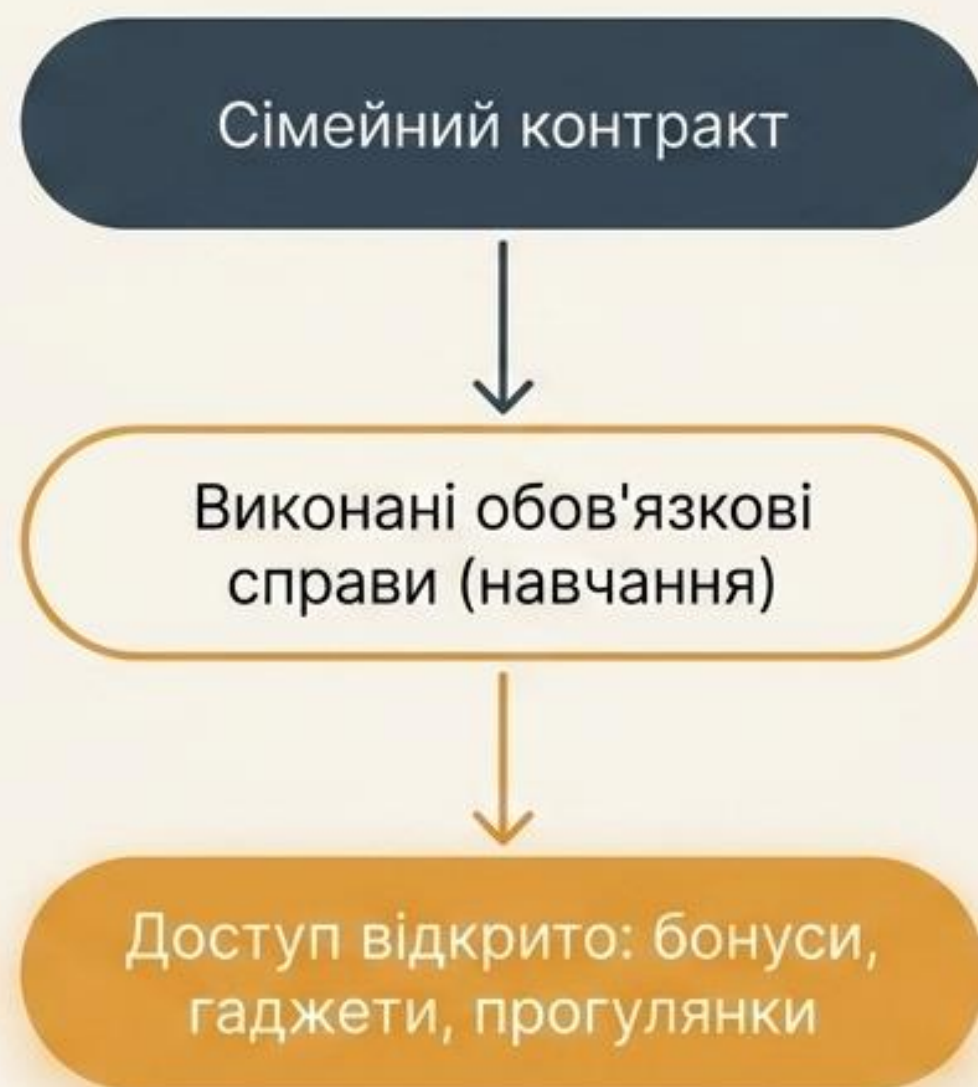 Сімейний контракт
Виконані обов'язкові
справи (навчання)
Доступ відкрито: бонуси,
гаджети, прогулянки